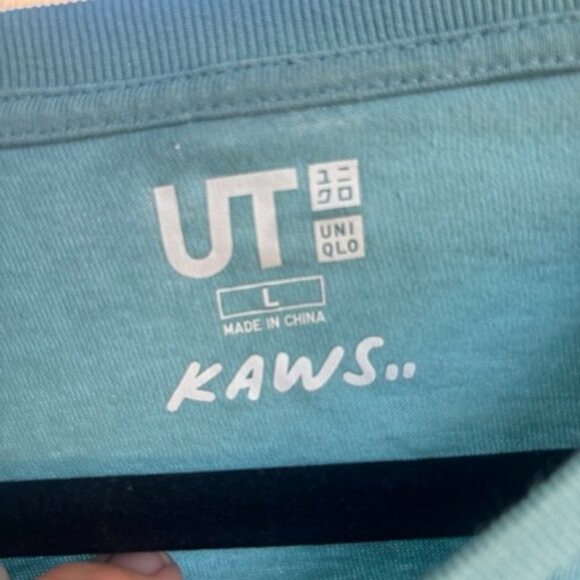 UT
ユニ
クロ
UNI
QLO
L
MADE IN CHINA
KAWS..